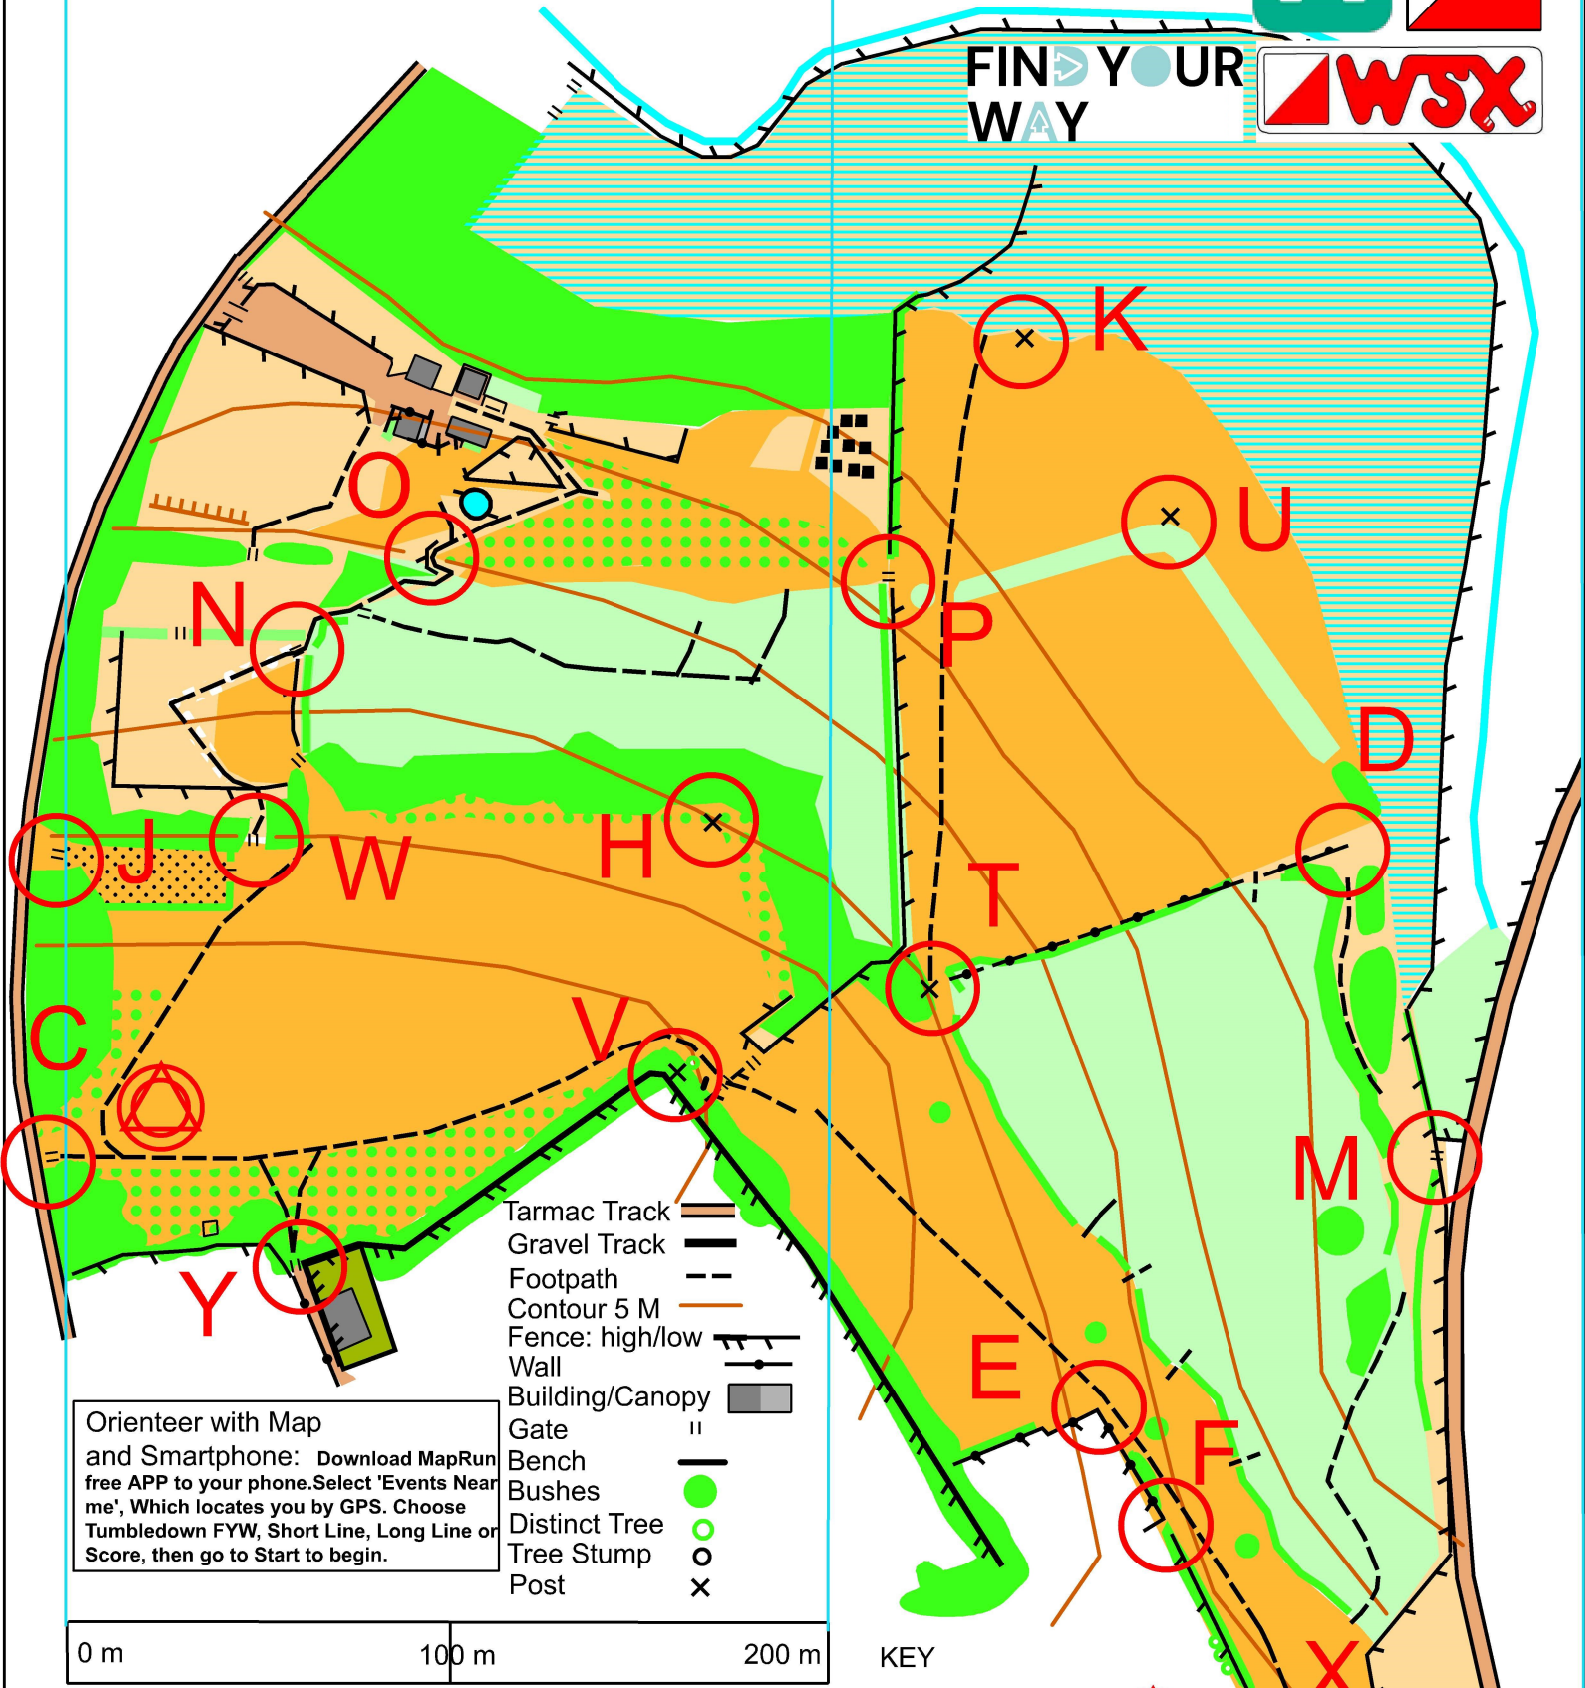 FIND YOUR
WAY
WSX
K
O
U
N
P
D
J
W
H
T
C
V
M
Y
E
F
X
Tarmac Track
Gravel Track
Footpath
Contour 5 M
Fence: high/low
Wall
Building/Canopy
Gate
Bench
Bushes
Distinct Tree
Tree Stump
Post
Orienteer with Map
and Smartphone: Download MapRun
free APP to your phone.Select 'Events Near
me', Which locates you by GPS. Choose
Tumbledown FYW, Short Line, Long Line or
Score, then go to Start to begin.
0 m 100 m 200 m
KEY